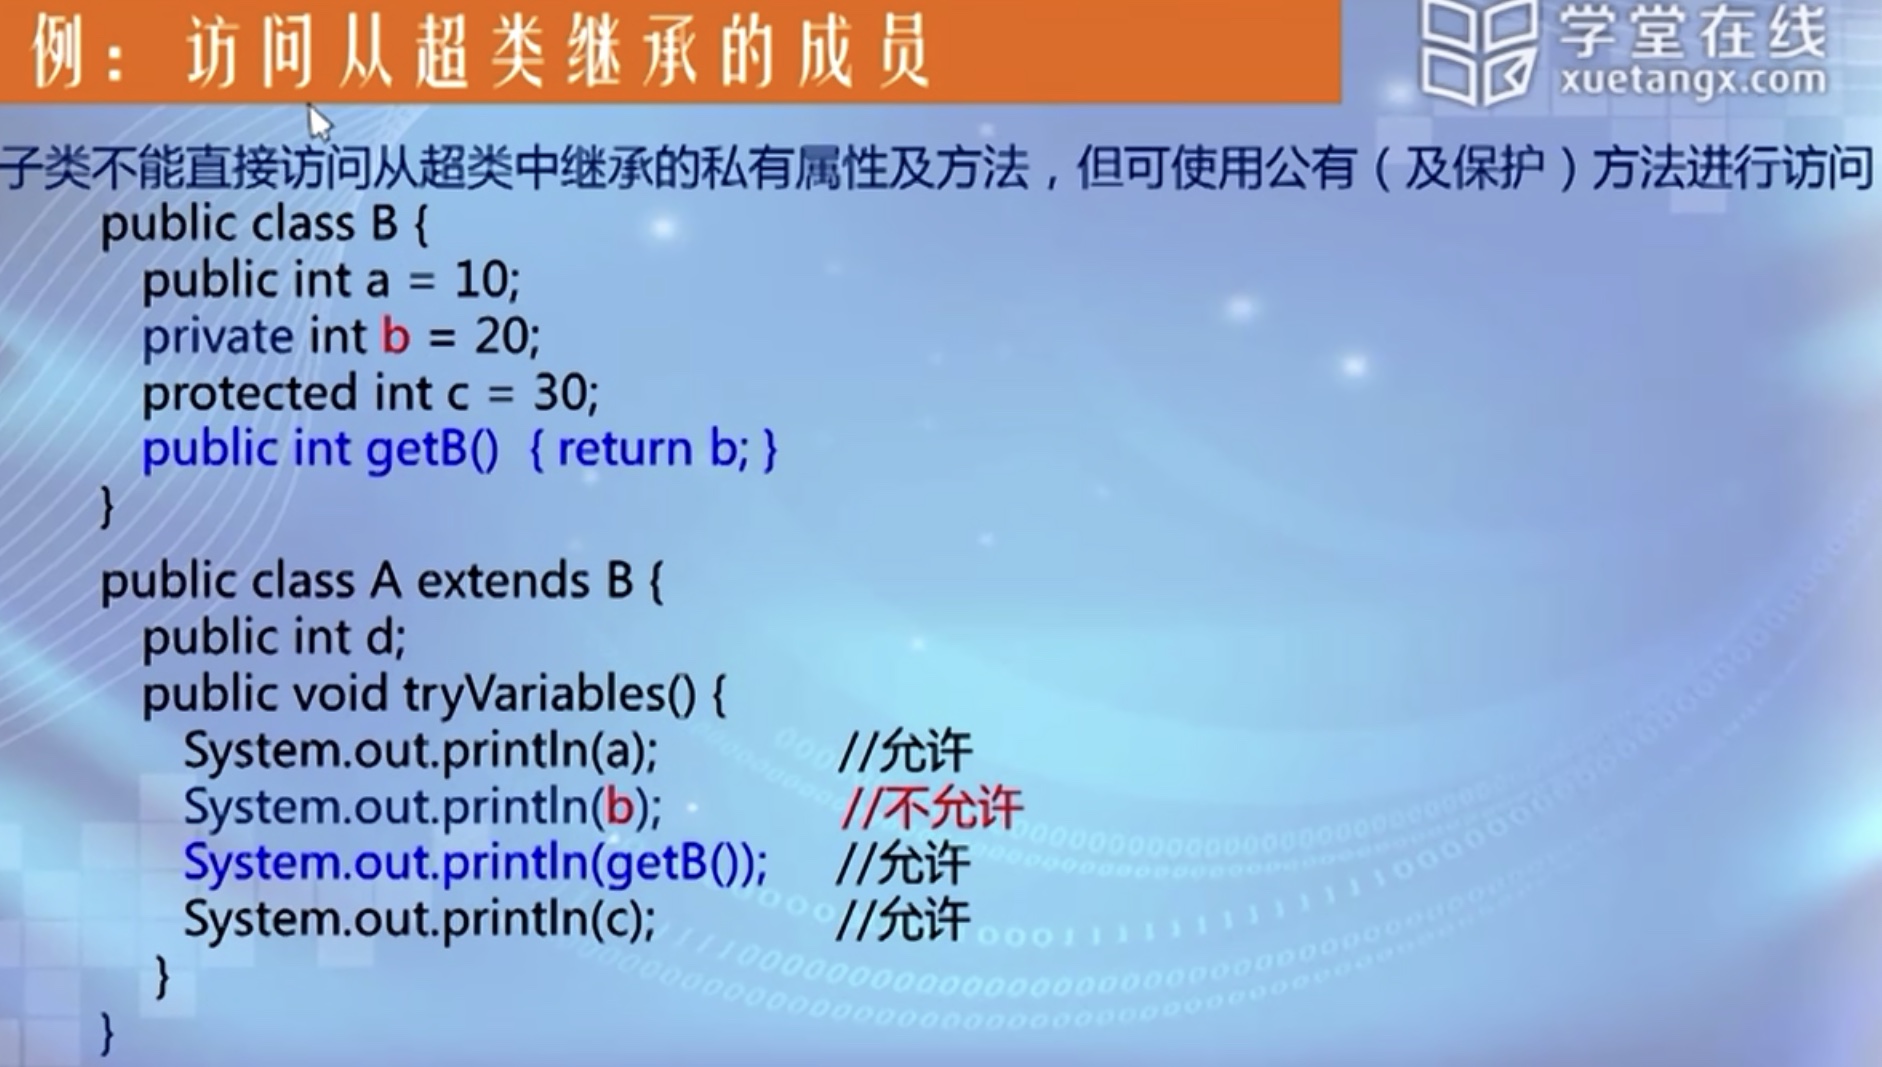 例：访问从超类继承的成员
学堂在线
xuetangx.com
子类不能直接访问从超类中继承的私有属性及方法，但可使用公有（及保护）方法进行访问
public class B {
public int a = 10;
private int b = 20;
protected int c = 30;
public int getB() { return b; }
}
public class A extends B {
public int d;
public void tryVariables() {
System.out.println(a); //允许
System.out.println(b); //不允许
System.out.println(getB()); //允许
System.out.println(c); //允许
}
}